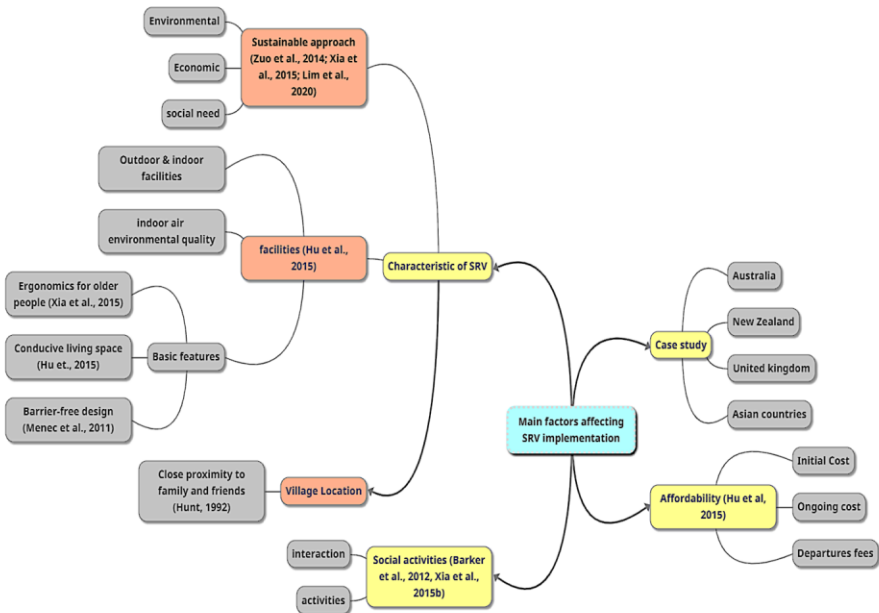 Environmental
Economic
social need
Sustainable approach
(Zuo et al., 2014; Xia
et al., 2015; Lim et al.,
2020)
Outdoor & indoor
facilities
indoor air
environmental quality
facilities (Hu et al.,
2015)
Characteristic of SRV
Ergonomics for older
people (Xia et al., 2015)
Conducive living space
(Hu et., 2015)
Barrier-free design
(Menec et al., 2011)
Basic features
Close proximity to
family and friends
(Hunt, 1992)
Village Location
interaction
activities
Social activities (Barker
et al., 2012, Xia et al.,
2015b)
Main factors affecting
SRV implementation
Case study
Australia
New Zealand
United kingdom
Asian countries
Affordability (Hu et al,
2015)
Initial Cost
Ongoing cost
Departures fees